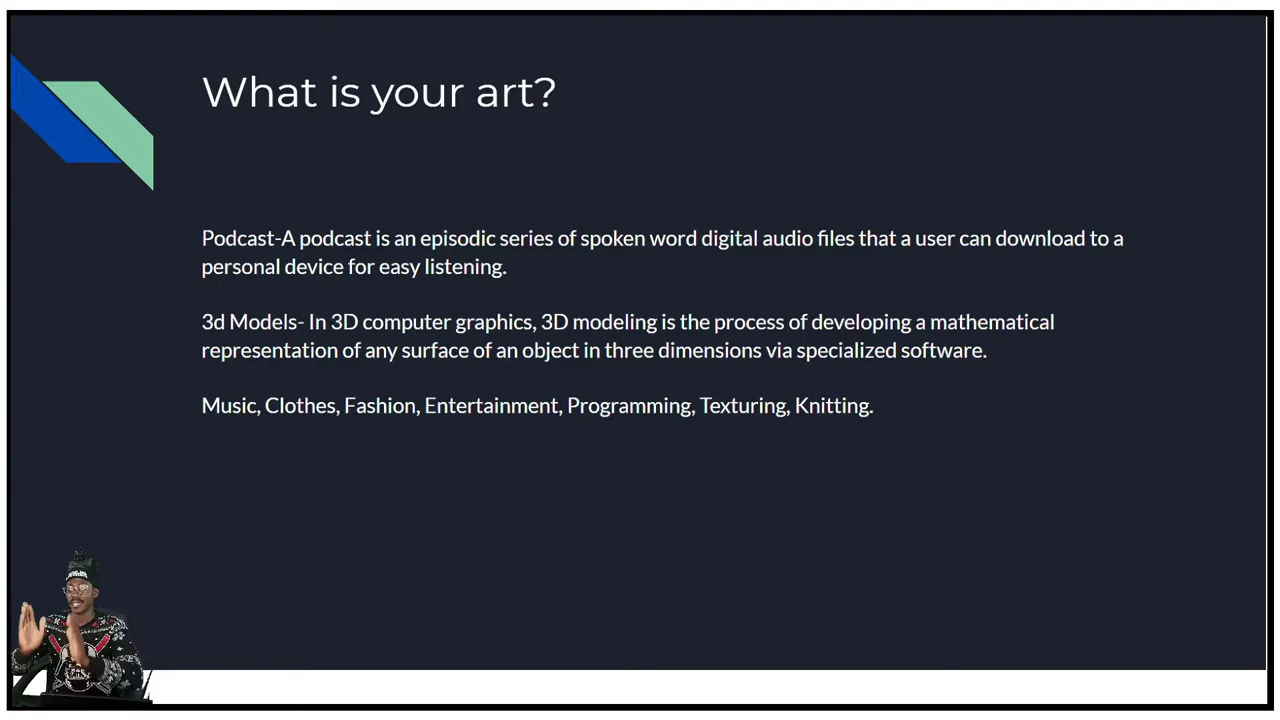 What is your art?
Podcast-A podcast is an episodic series of spoken word digital audio files that a user can download to a
personal device for easy listening.
3d Models- In 3D computer graphics, 3D modeling is the process of developing a mathematical
representation of any surface of an object in three dimensions via specialized software.
Music, Clothes, Fashion, Entertainment, Programming, Texturing, Knitting.